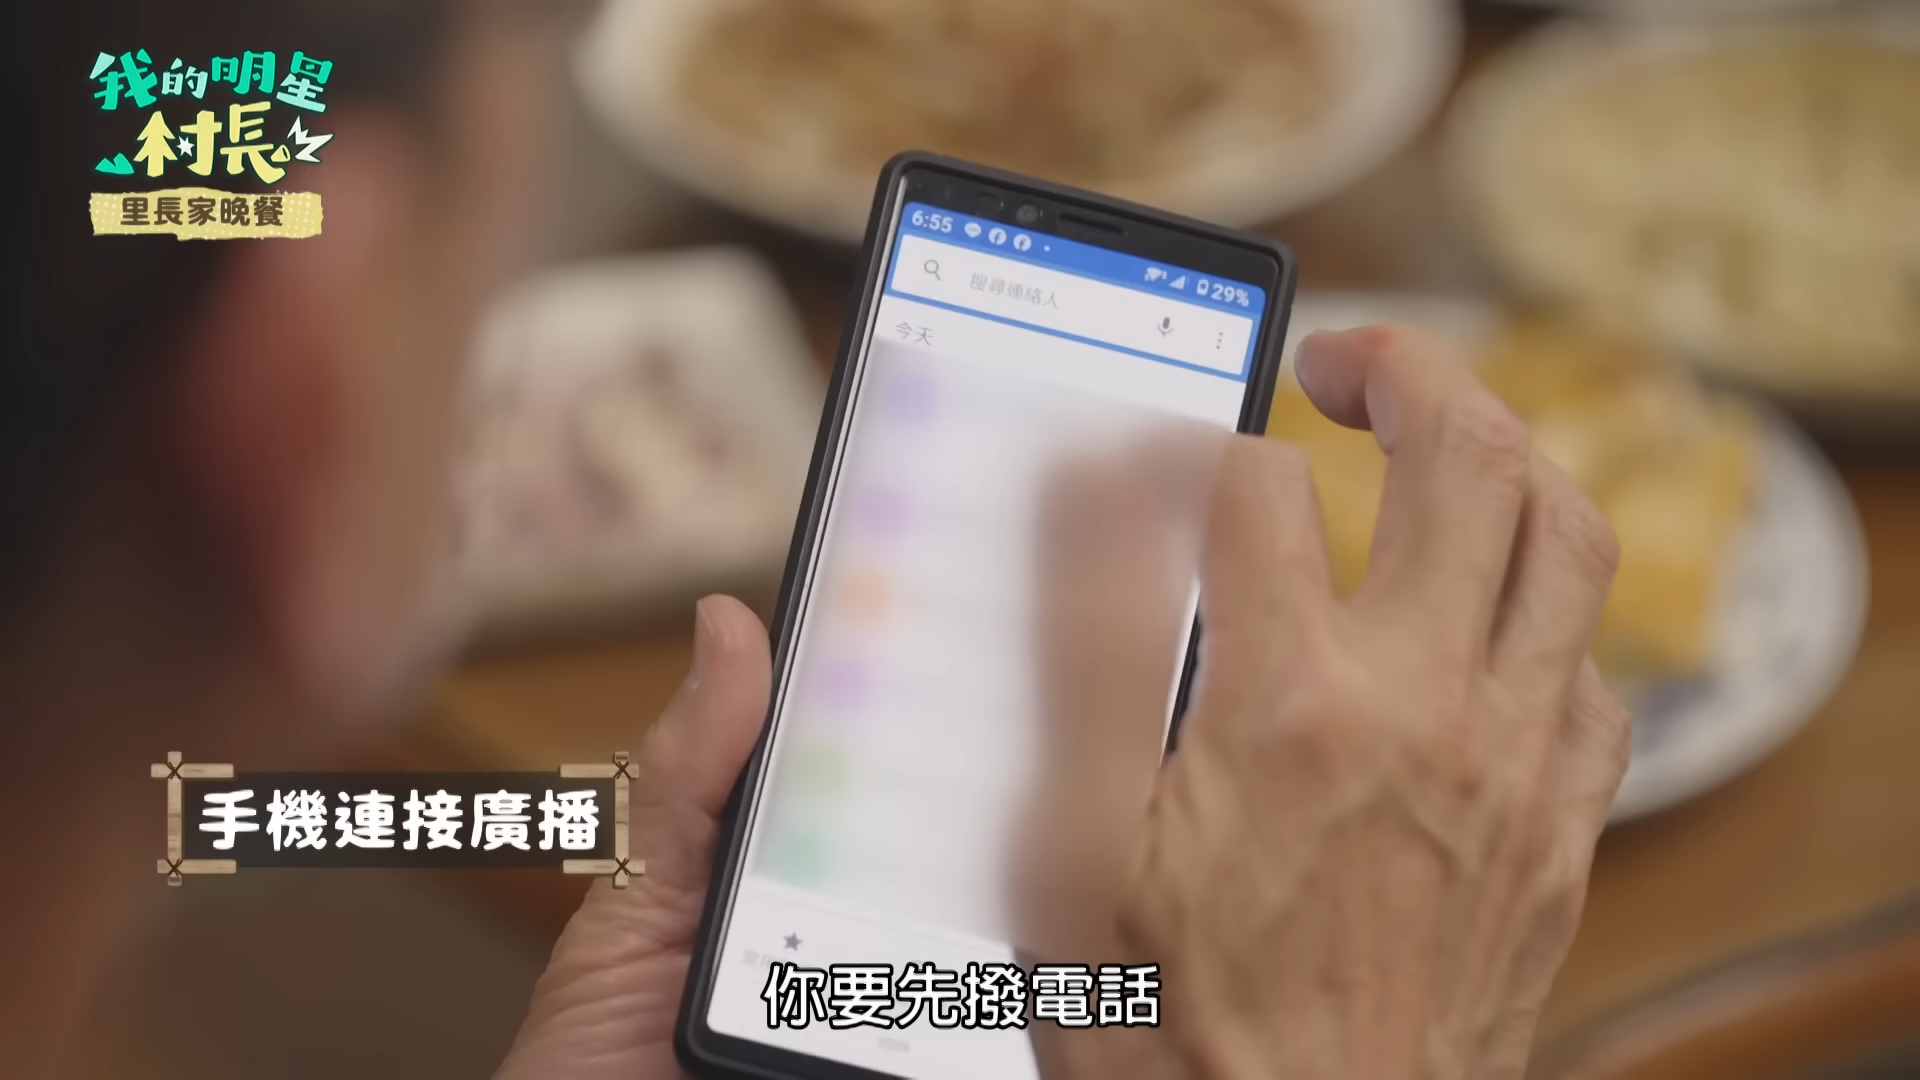 我的明星
村長
里長家晚餐
6:55
29%
搜尋連絡人
今天
手機連接廣播
你要先撥電話